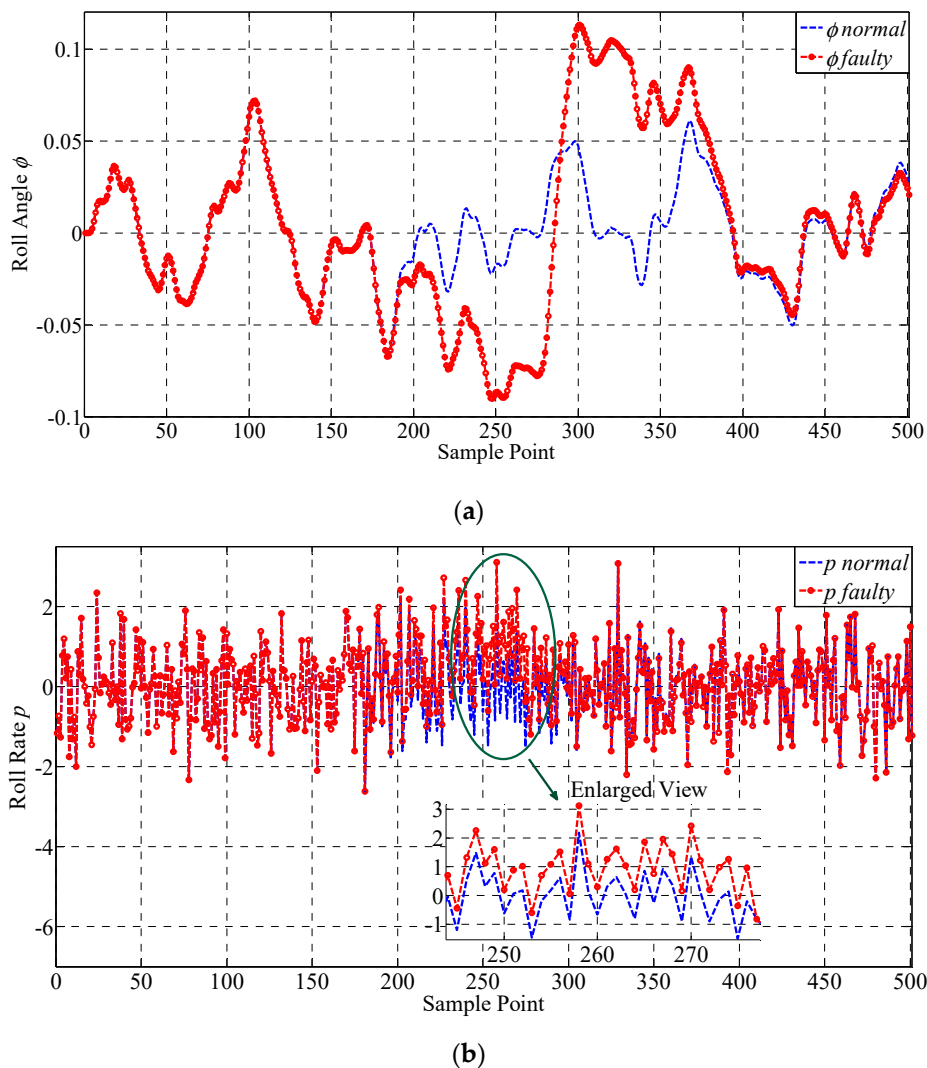 0.1
0.05
0
-0.05
-0.1
Roll Angle ϕ
ϕ normal
ϕ faulty
0 50 100 150 200 250 300 350 400 450 500
Sample Point
(a)
2
0
-2
-4
-6
Roll Rate p
p normal
p faulty
Enlarged View
3
2
1
0
-1
250 260 270
0 50 100 150 200 250 300 350 400 450 500
Sample Point
(b)